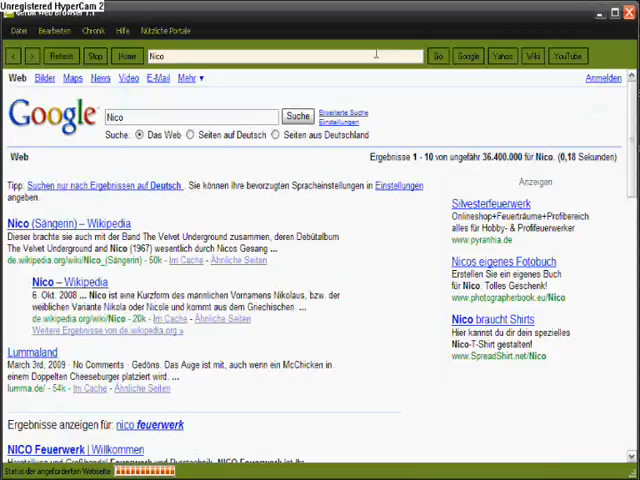 Unregistered HyperCam 2
Datei Bearbeiten Chronik Hilfe Nützliche Portale
< > Refresh Stop Home Nico Go Google Yahoo Wiki YouTube
Web Bilder Maps News Video E-Mail Mehr ▼ Anmelden
Google Nico Suche Erweiterte Suche
Einstellungen
Suche: Das Web Seiten auf Deutsch Seiten aus Deutschland
Web Ergebnisse 1 - 10 von ungefähr 36.400.000 für Nico. (0,18 Sekunden)
Tipp: Suchen nur nach Ergebnissen auf Deutsch. Sie können Ihre bevorzugten Spracheinstellungen in Einstellungen
angeben.
Nico (Sängerin) – Wikipedia
Dieser brachte sie auch mit der Band The Velvet Underground zusammen, deren Debütalbum
The Velvet Underground and Nico (1967) wesentlich durch Nicos Gesang ...
de.wikipedia.org/wiki/Nico_(Sängerin) - 50k - Im Cache - Ähnliche Seiten
Nico – Wikipedia
6. Okt. 2008 ... Nico ist eine Kurzform des männlichen Vornamens Nikolaus, bzw. der
weiblichen Variante Nikola oder Nicole und kommt aus dem Griechischen ...
de.wikipedia.org/wiki/Nico - 20k - Im Cache - Ähnliche Seiten
Weitere Ergebnisse von de.wikipedia.org »
Lummaland
March 3rd, 2009 · No Comments · Gedöns. Das Auge ist mit, auch wenn ein McChicken in
einem Doppelten Cheeseburger platziert wird. ...
lumma.de/ - 54k - Im Cache - Ähnliche Seiten
Ergebnisse anzeigen für: nico feuerwerk
NICO Feuerwerk | Willkommen
Anzeigen
Silvesterfeuerwerk
Onlineshop+Feuerträume+Profibereich
alles für Hobby- & Profifeuerwerker
www.pyranhia.de
Nicos eigenes Fotobuch
Erstellen Sie ein eigenes Buch
für Nico. Tolles Geschenk!
www.photographerbook.eu/Nico
Nico braucht Shirts
Hier kannst du dir dein spezielles
Nico-T-Shirt gestalten!
www.SpreadShirt.net/Nico
Status der angeforderten Webseite